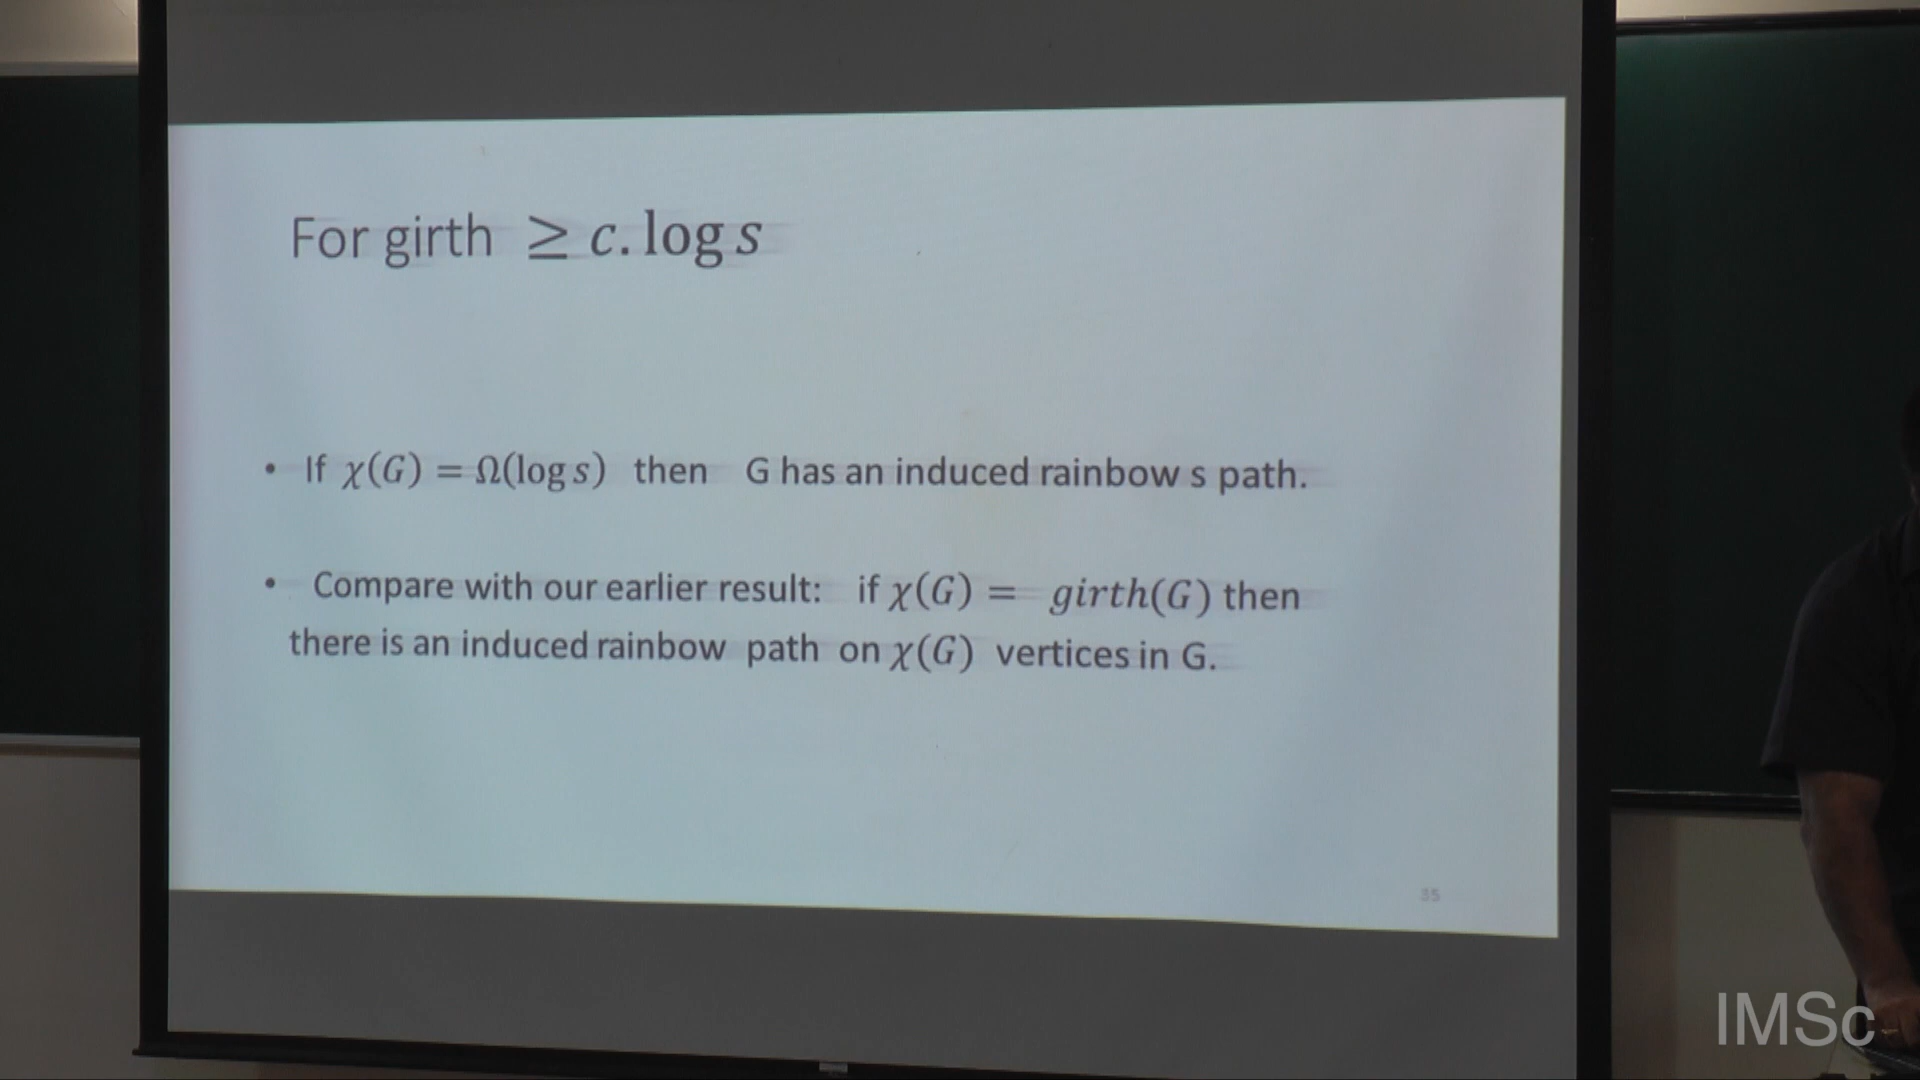 For girth ≥ c. log s
• If χ(G) = Ω(log s) then G has an induced rainbow s path.
• Compare with our earlier result: if χ(G) = girth(G) then
there is an induced rainbow path on χ(G) vertices in G.
35
IMSc